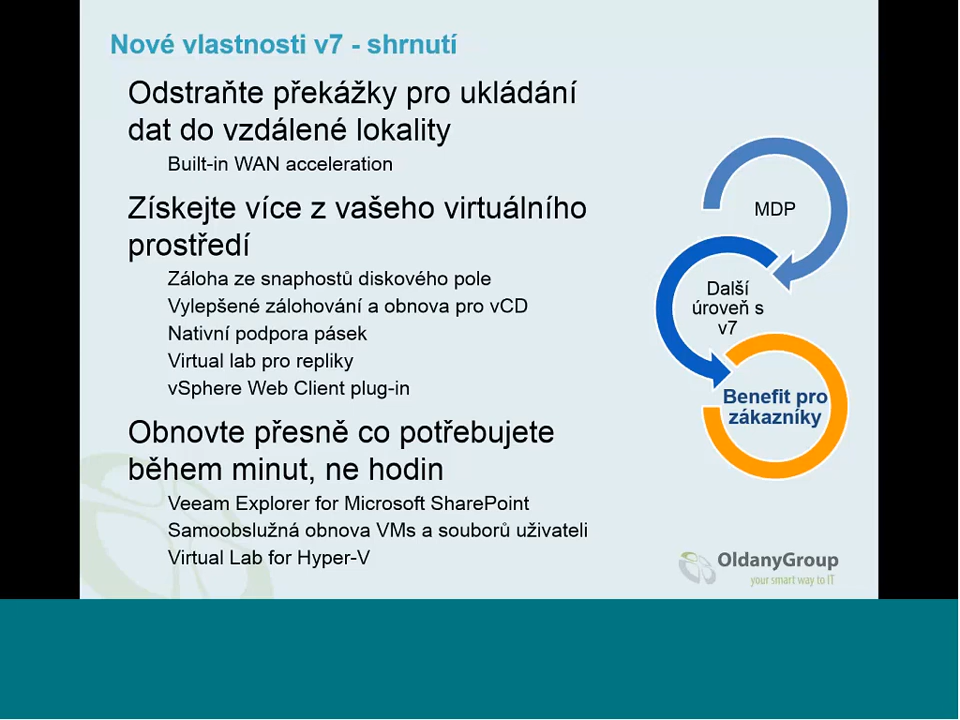 Nové vlastnosti v7 - shrnutí
Odstraňte překážky pro ukládání
dat do vzdálené lokality
Built-in WAN acceleration
Získejte více z vašeho virtuálního
prostředí
Záloha ze snaphostů diskového pole
Vylepšené zálohování a obnova pro vCD
Nativní podpora pásek
Virtual lab pro repliky
vSphere Web Client plug-in
Obnovte přesně co potřebujete
během minut, ne hodin
Veeam Explorer for Microsoft SharePoint
Samoobslužná obnova VMs a souborů uživateli
Virtual Lab for Hyper-V
MDP
Další
úroveň s
v7
Benefit pro
zákazníky
OldanyGroup
your smart way to IT